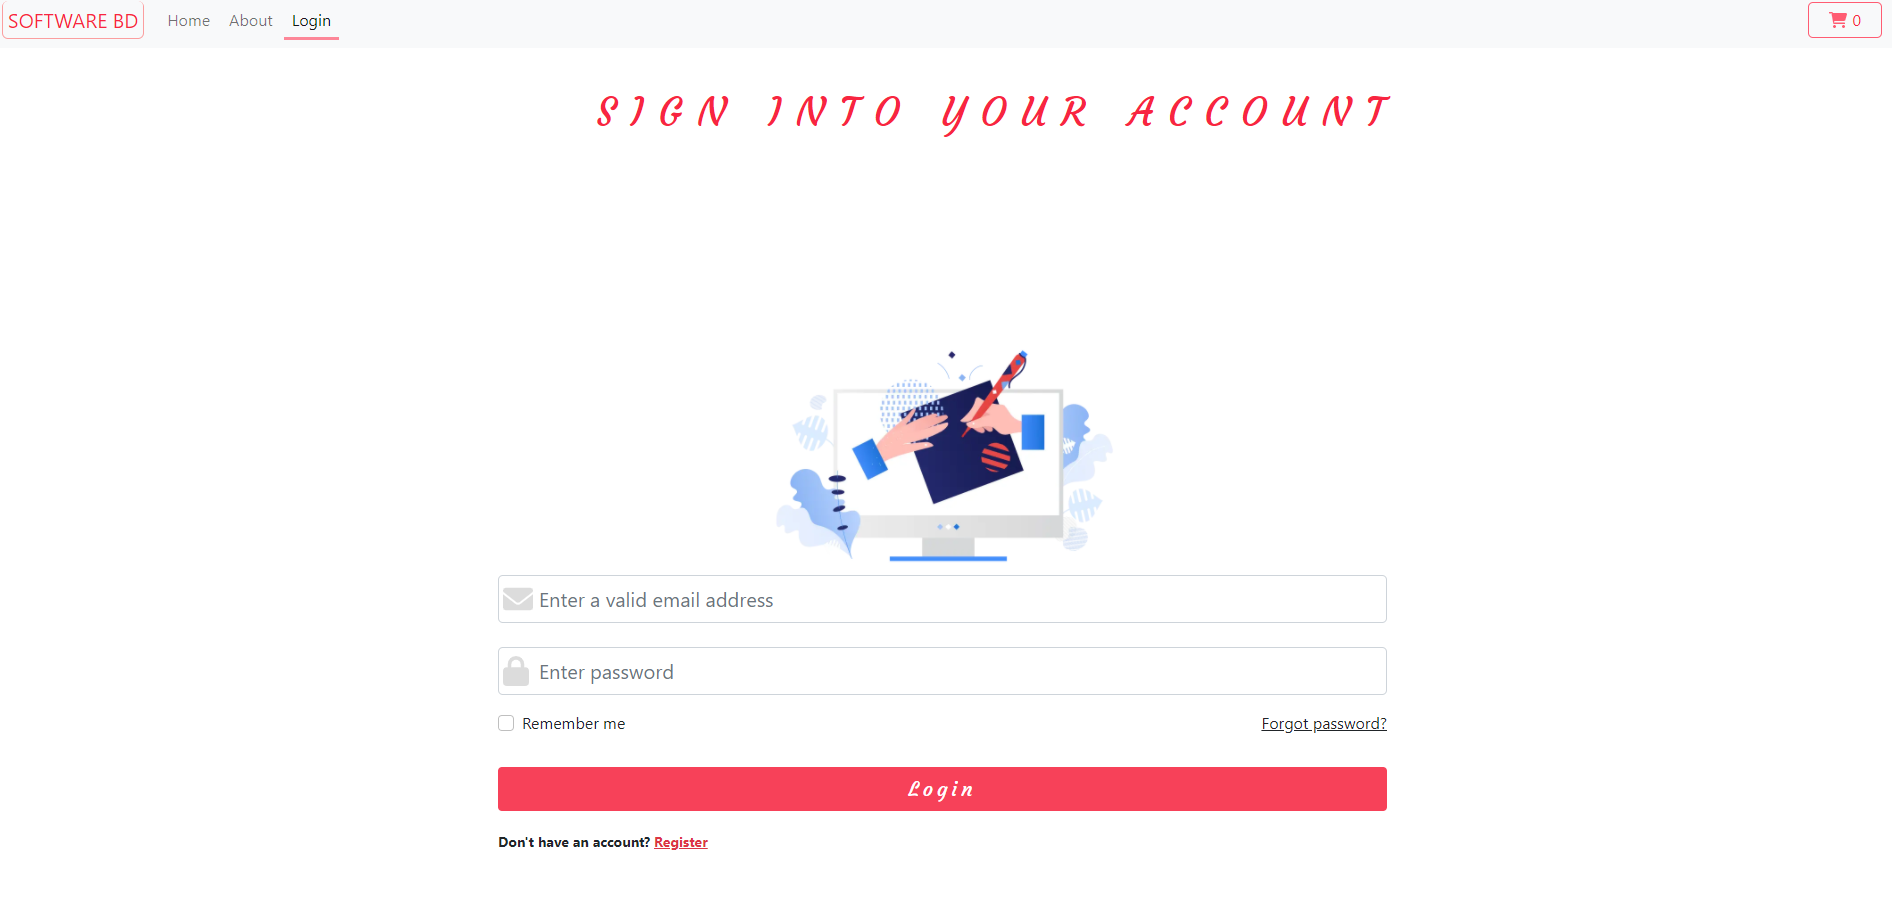 SOFTWARE BD Home About Login 0
SIGN INTO YOUR ACCOUNT
Enter a valid email address
Enter password
Remember me Forgot password?
Login
Don't have an account? Register